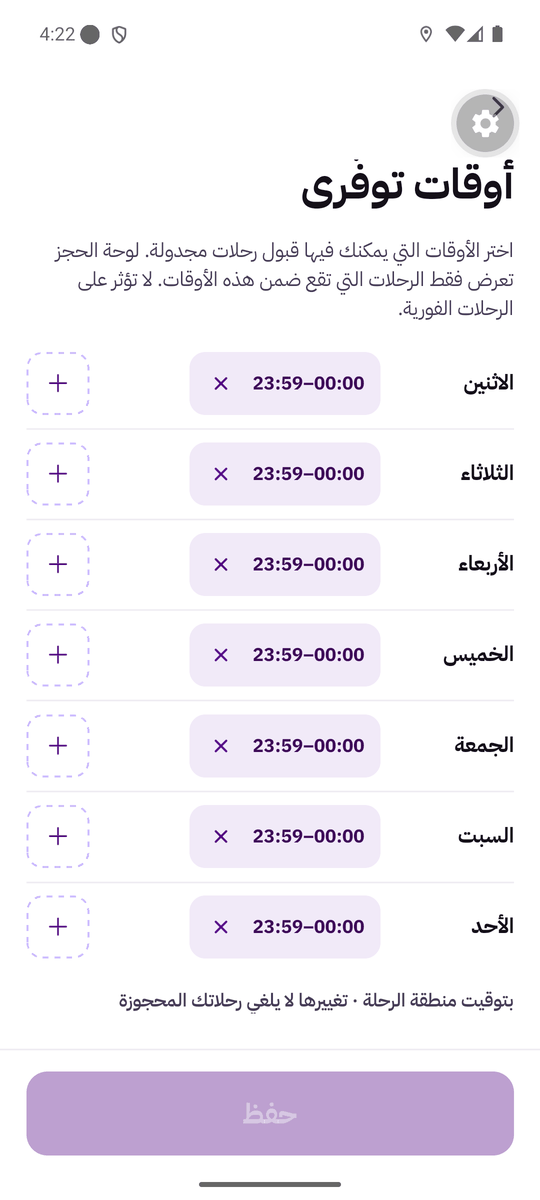 4:22
أوقات توفّري
اختر الأوقات التي يمكنك فيها قبول رحلات مجدولة. لوحة الحجز
تعرض فقط الرحلات التي تقع ضمن هذه الأوقات. لا تؤثر على
الرحلات الفورية.
الاثنين 00:00–23:59
الثلاثاء 00:00–23:59
الأربعاء 00:00–23:59
الخميس 00:00–23:59
الجمعة 00:00–23:59
السبت 00:00–23:59
الأحد 00:00–23:59
بتوقيت منطقة الرحلة · تغييرها لا يلغي رحلاتك المحجوزة
حفظ